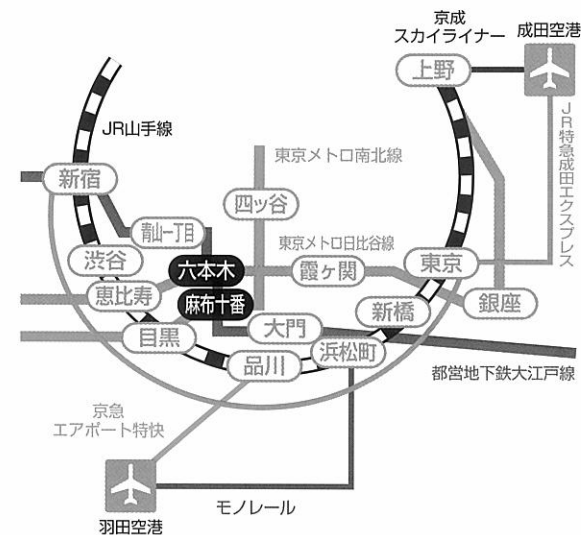 京成
スカイライナー
成田空港
上野
JR山手線
JR特急成田エクスプレス
東京メトロ南北線
新宿
四ッ谷
青山一丁目
東京メトロ日比谷線
渋谷
六本木
霞ヶ関
東京
恵比寿
麻布十番
新橋
銀座
目黒
大門
品川
浜松町
都営地下鉄大江戸線
京急
エアポート特快
モノレール
羽田空港